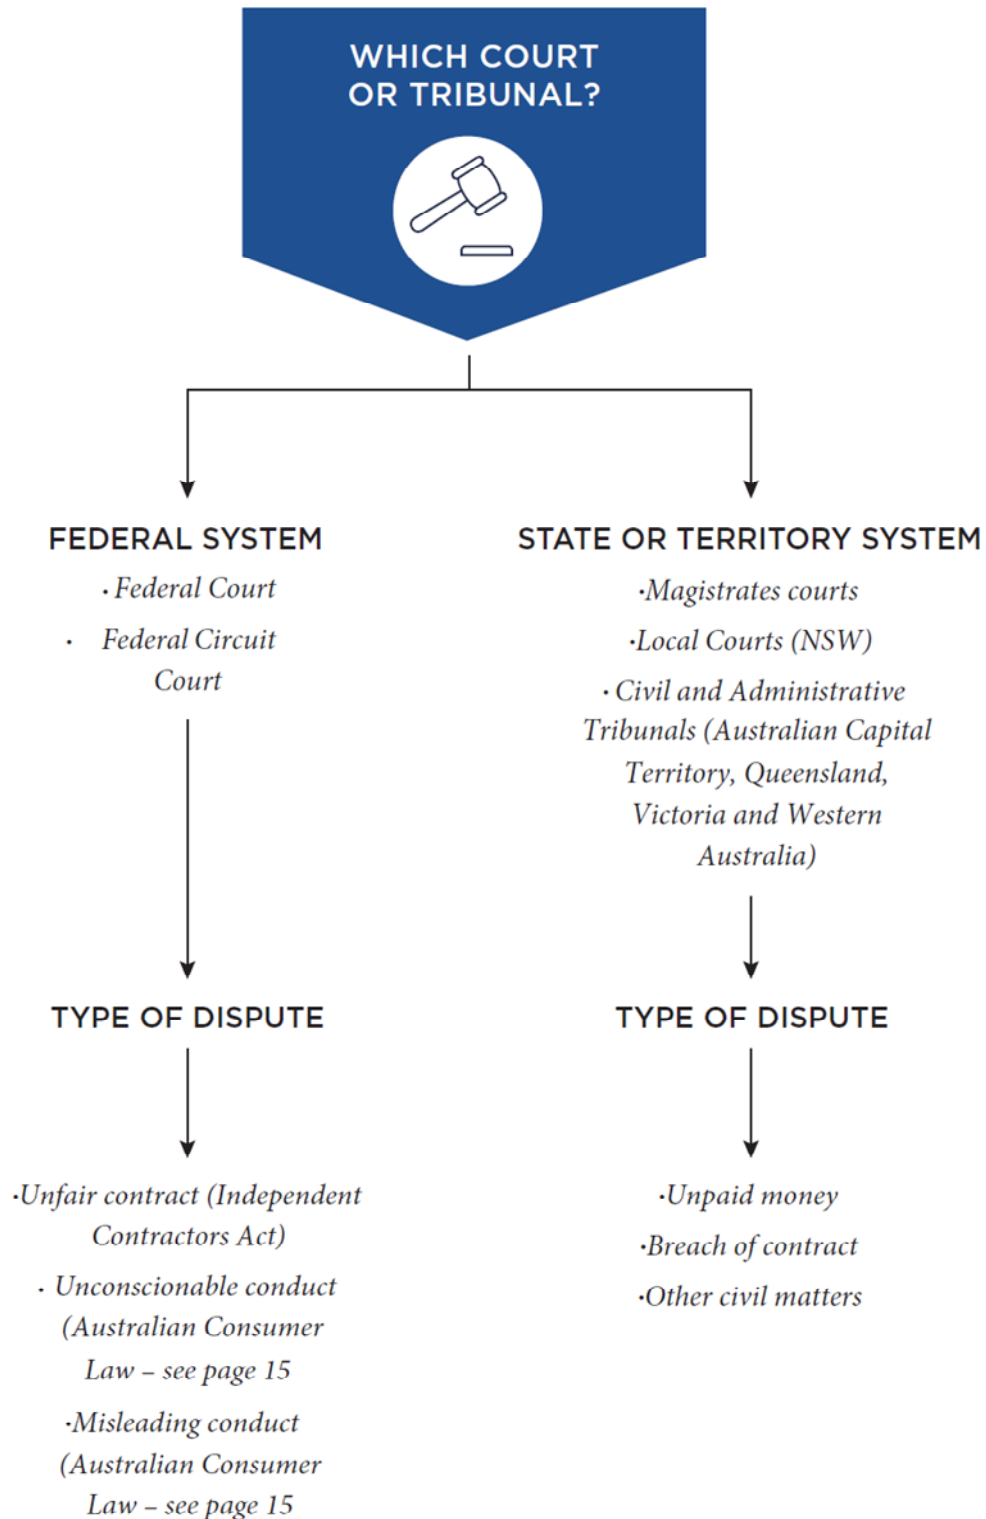 WHICH COURT
OR TRIBUNAL?
FEDERAL SYSTEM
· Federal Court
· Federal Circuit
Court
TYPE OF DISPUTE
·Unfair contract (Independent
Contractors Act)
· Unconscionable conduct
(Australian Consumer
Law – see page 15
·Misleading conduct
(Australian Consumer
Law – see page 15
STATE OR TERRITORY SYSTEM
·Magistrates courts
·Local Courts (NSW)
· Civil and Administrative
Tribunals (Australian Capital
Territory, Queensland,
Victoria and Western
Australia)
TYPE OF DISPUTE
·Unpaid money
·Breach of contract
·Other civil matters